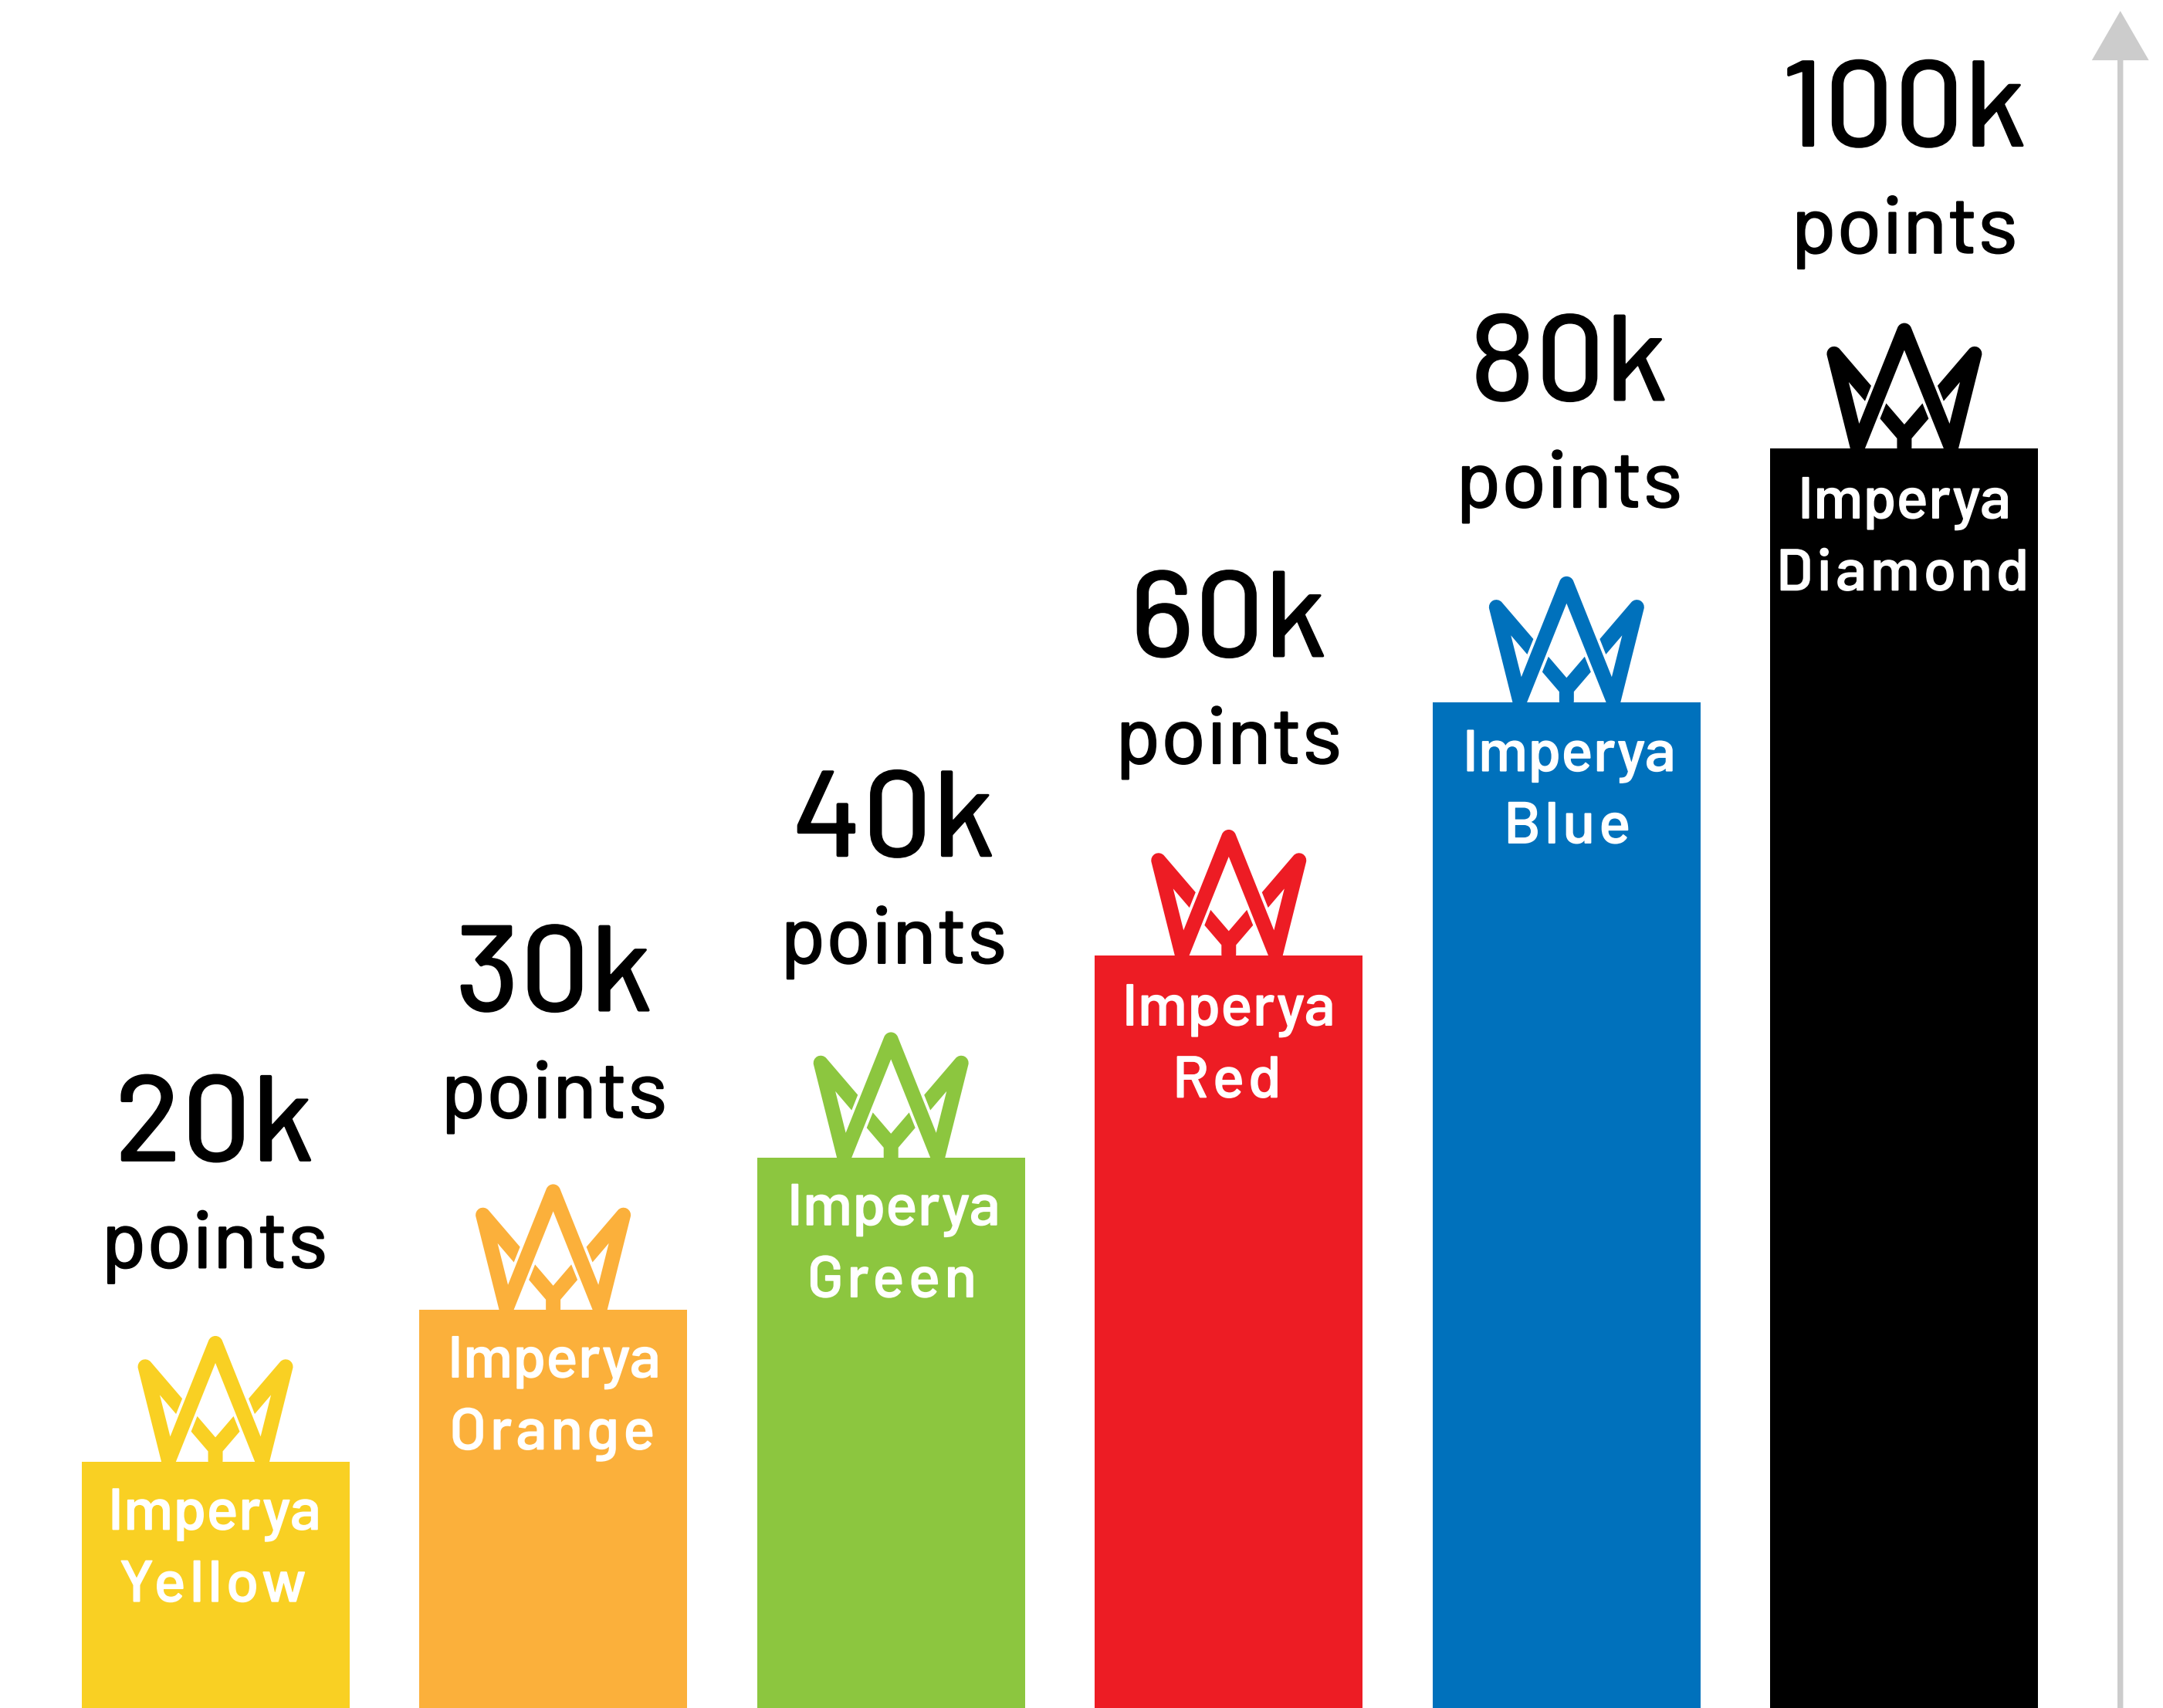 20k
points
Imperya
Yellow
30k
points
Imperya
Orange
40k
points
Imperya
Green
60k
points
Imperya
Red
80k
points
Imperya
Blue
100k
points
Imperya
Diamond